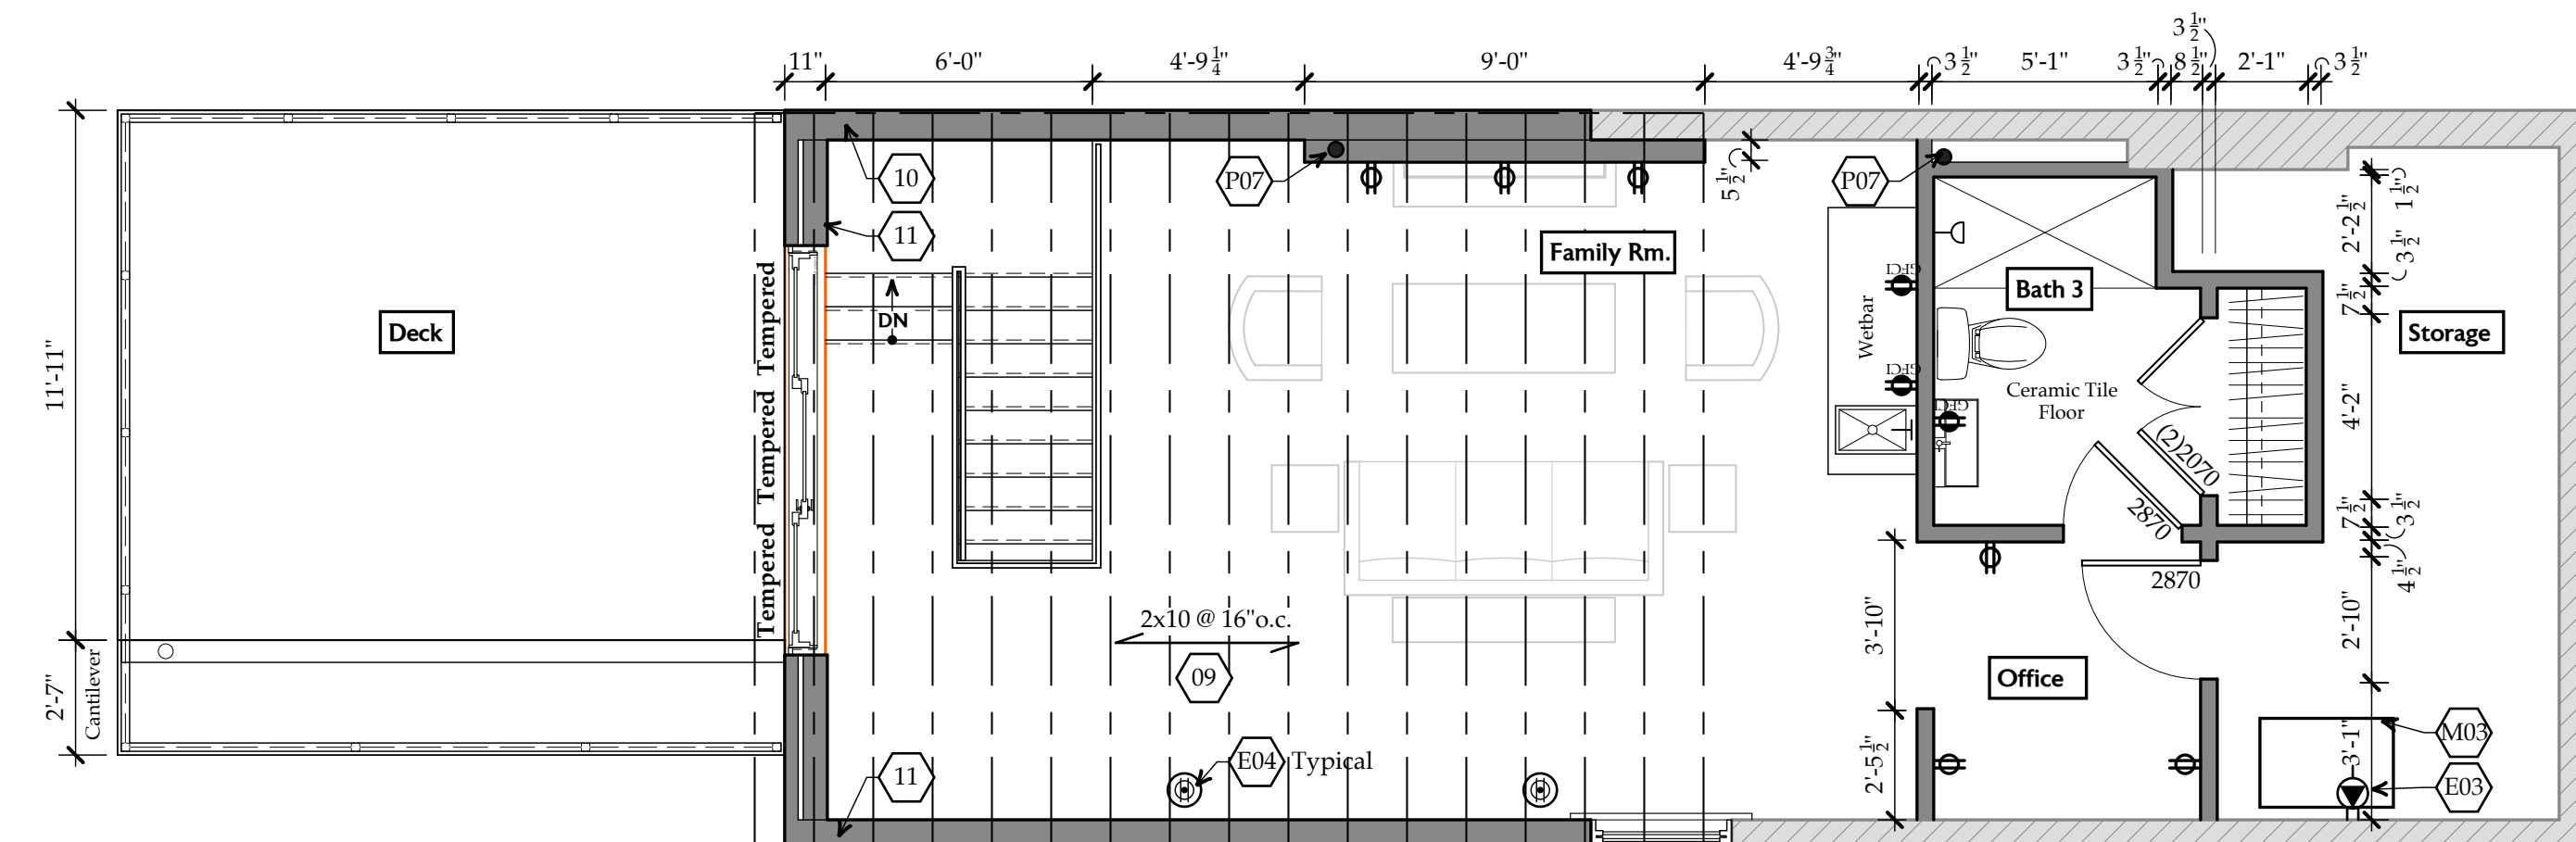 3 1/2"
11"
6'-0"
4'-9 1/4"
9'-0"
4'-9 3/4"
3 1/2"
5'-1"
3 1/2"
8 1/2"
2'-1"
3 1/2"
10
11
P07
5 1/2"
P07
Family Rm.
GFCI
Bath 3
2'-2 1/2"
1 1/2"
3 1/2"
7 1/2"
Deck
Tempered
DN
Wetbar
Storage
11'-11"
GFCI
GFCI
Ceramic Tile
Floor
4'-2"
Tempered
(2)2070
2870
7 1/2"
3 1/2"
Tempered
2870
4 1/2"
2x10 @ 16"o.c.
09
3'-10"
2'-10"
Office
2'-7"
Cantilever
11
E04
Typical
2'-5 1/2"
3'-1"
M03
E03